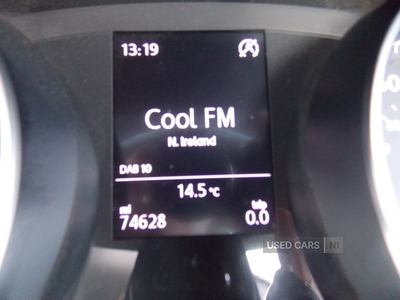 13:19
Cool FM
N. Ireland
DAB 10
14.5 °C
mi trip
74628 0.0
USED CARS NI